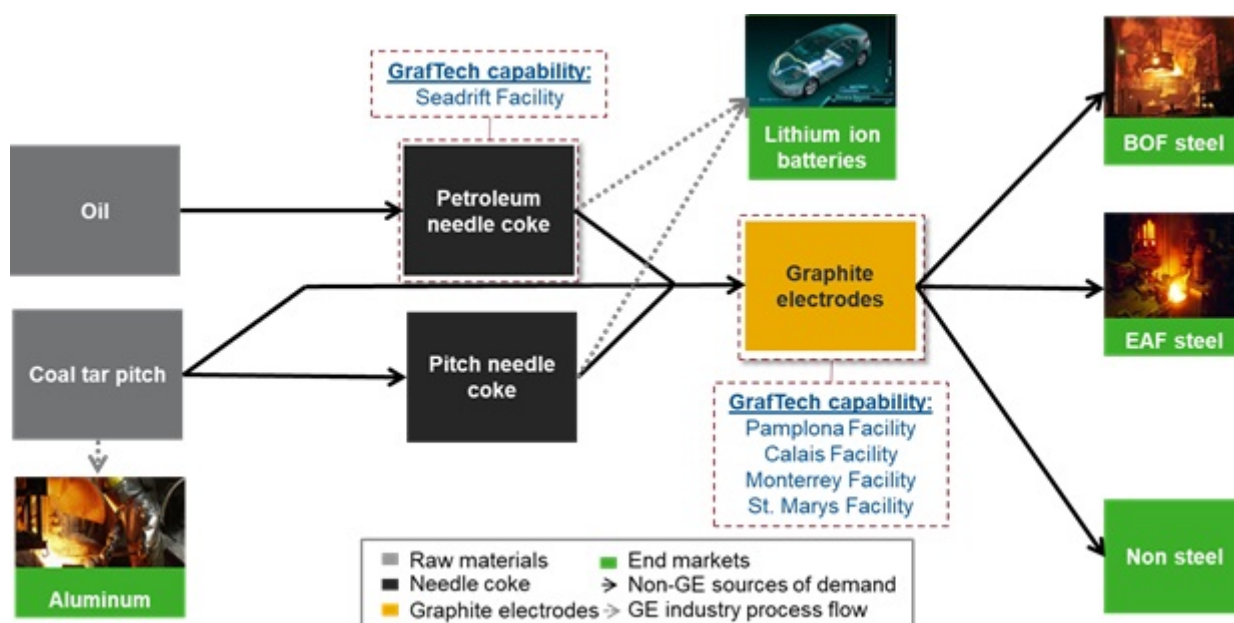 GrafTech capability:
Seadrift Facility
Oil
Petroleum
needle coke
Lithium ion
batteries
BOF steel
Coal tar pitch
Pitch needle
coke
Graphite
electrodes
EAF steel
GrafTech capability:
Pamplona Facility
Calais Facility
Monterrey Facility
St. Marys Facility
Aluminum
Non steel
Raw materials
Needle coke
Graphite electrodes
End markets
Non-GE sources of demand
GE industry process flow